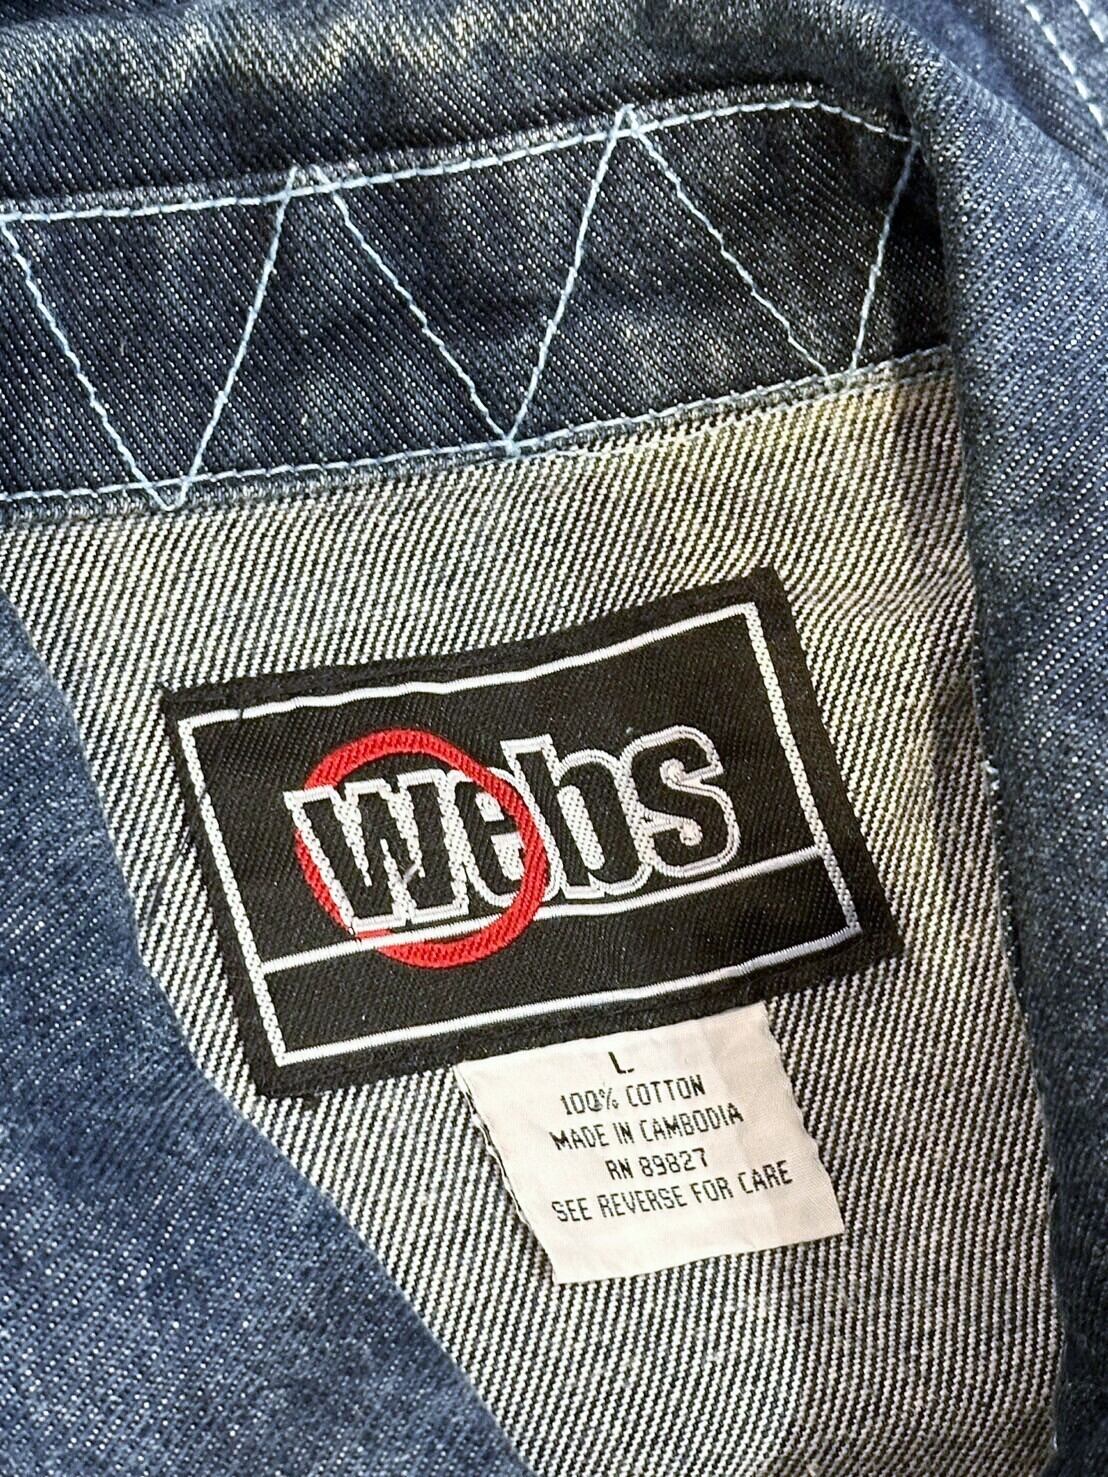 Webs
L
100% COTTON
MADE IN CAMBODIA
RN 89827
SEE REVERSE FOR CARE